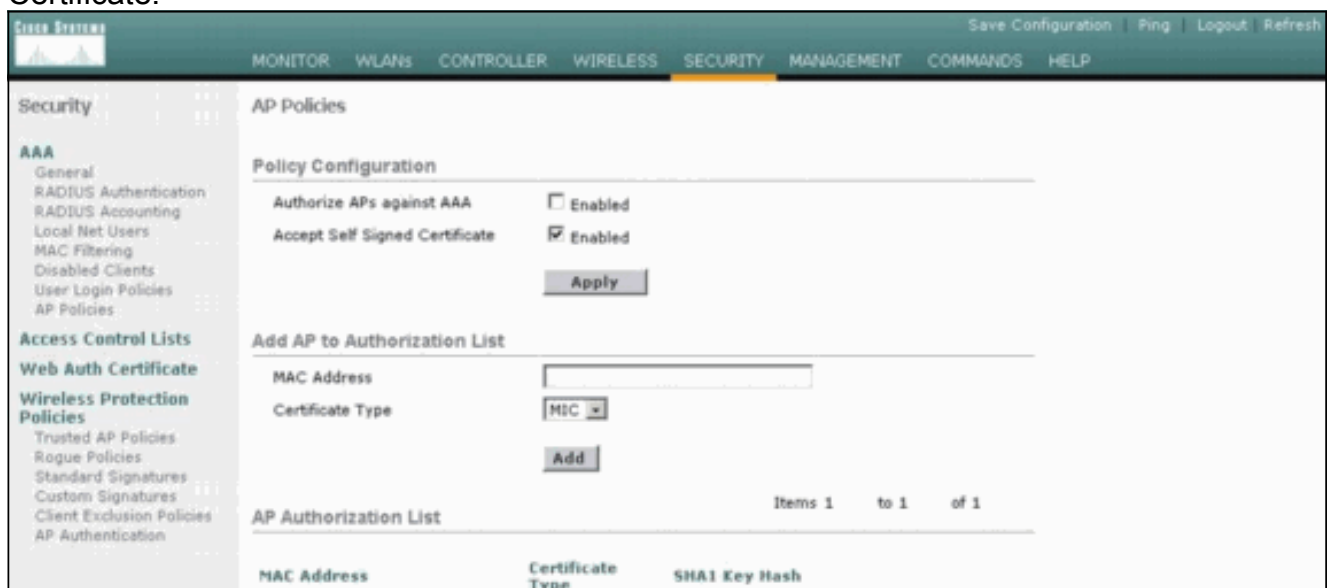 Certificate.
CISCO SYSTEMS
Save Configuration | Ping | Logout | Refresh
MONITOR WLANs CONTROLLER WIRELESS SECURITY MANAGEMENT COMMANDS HELP
Security
AAA
General
RADIUS Authentication
RADIUS Accounting
Local Net Users
MAC Filtering
Disabled Clients
User Login Policies
AP Policies
Access Control Lists
Web Auth Certificate
Wireless Protection
Policies
Trusted AP Policies
Rogue Policies
Standard Signatures
Custom Signatures
Client Exclusion Policies
AP Authentication
AP Policies
Policy Configuration
Authorize APs against AAA Enabled
Accept Self Signed Certificate Enabled
Apply
Add AP to Authorization List
MAC Address
Certificate Type MIC
Add
Items 1 to 1 of 1
AP Authorization List
MAC Address Certificate Type SHA1 Key Hash